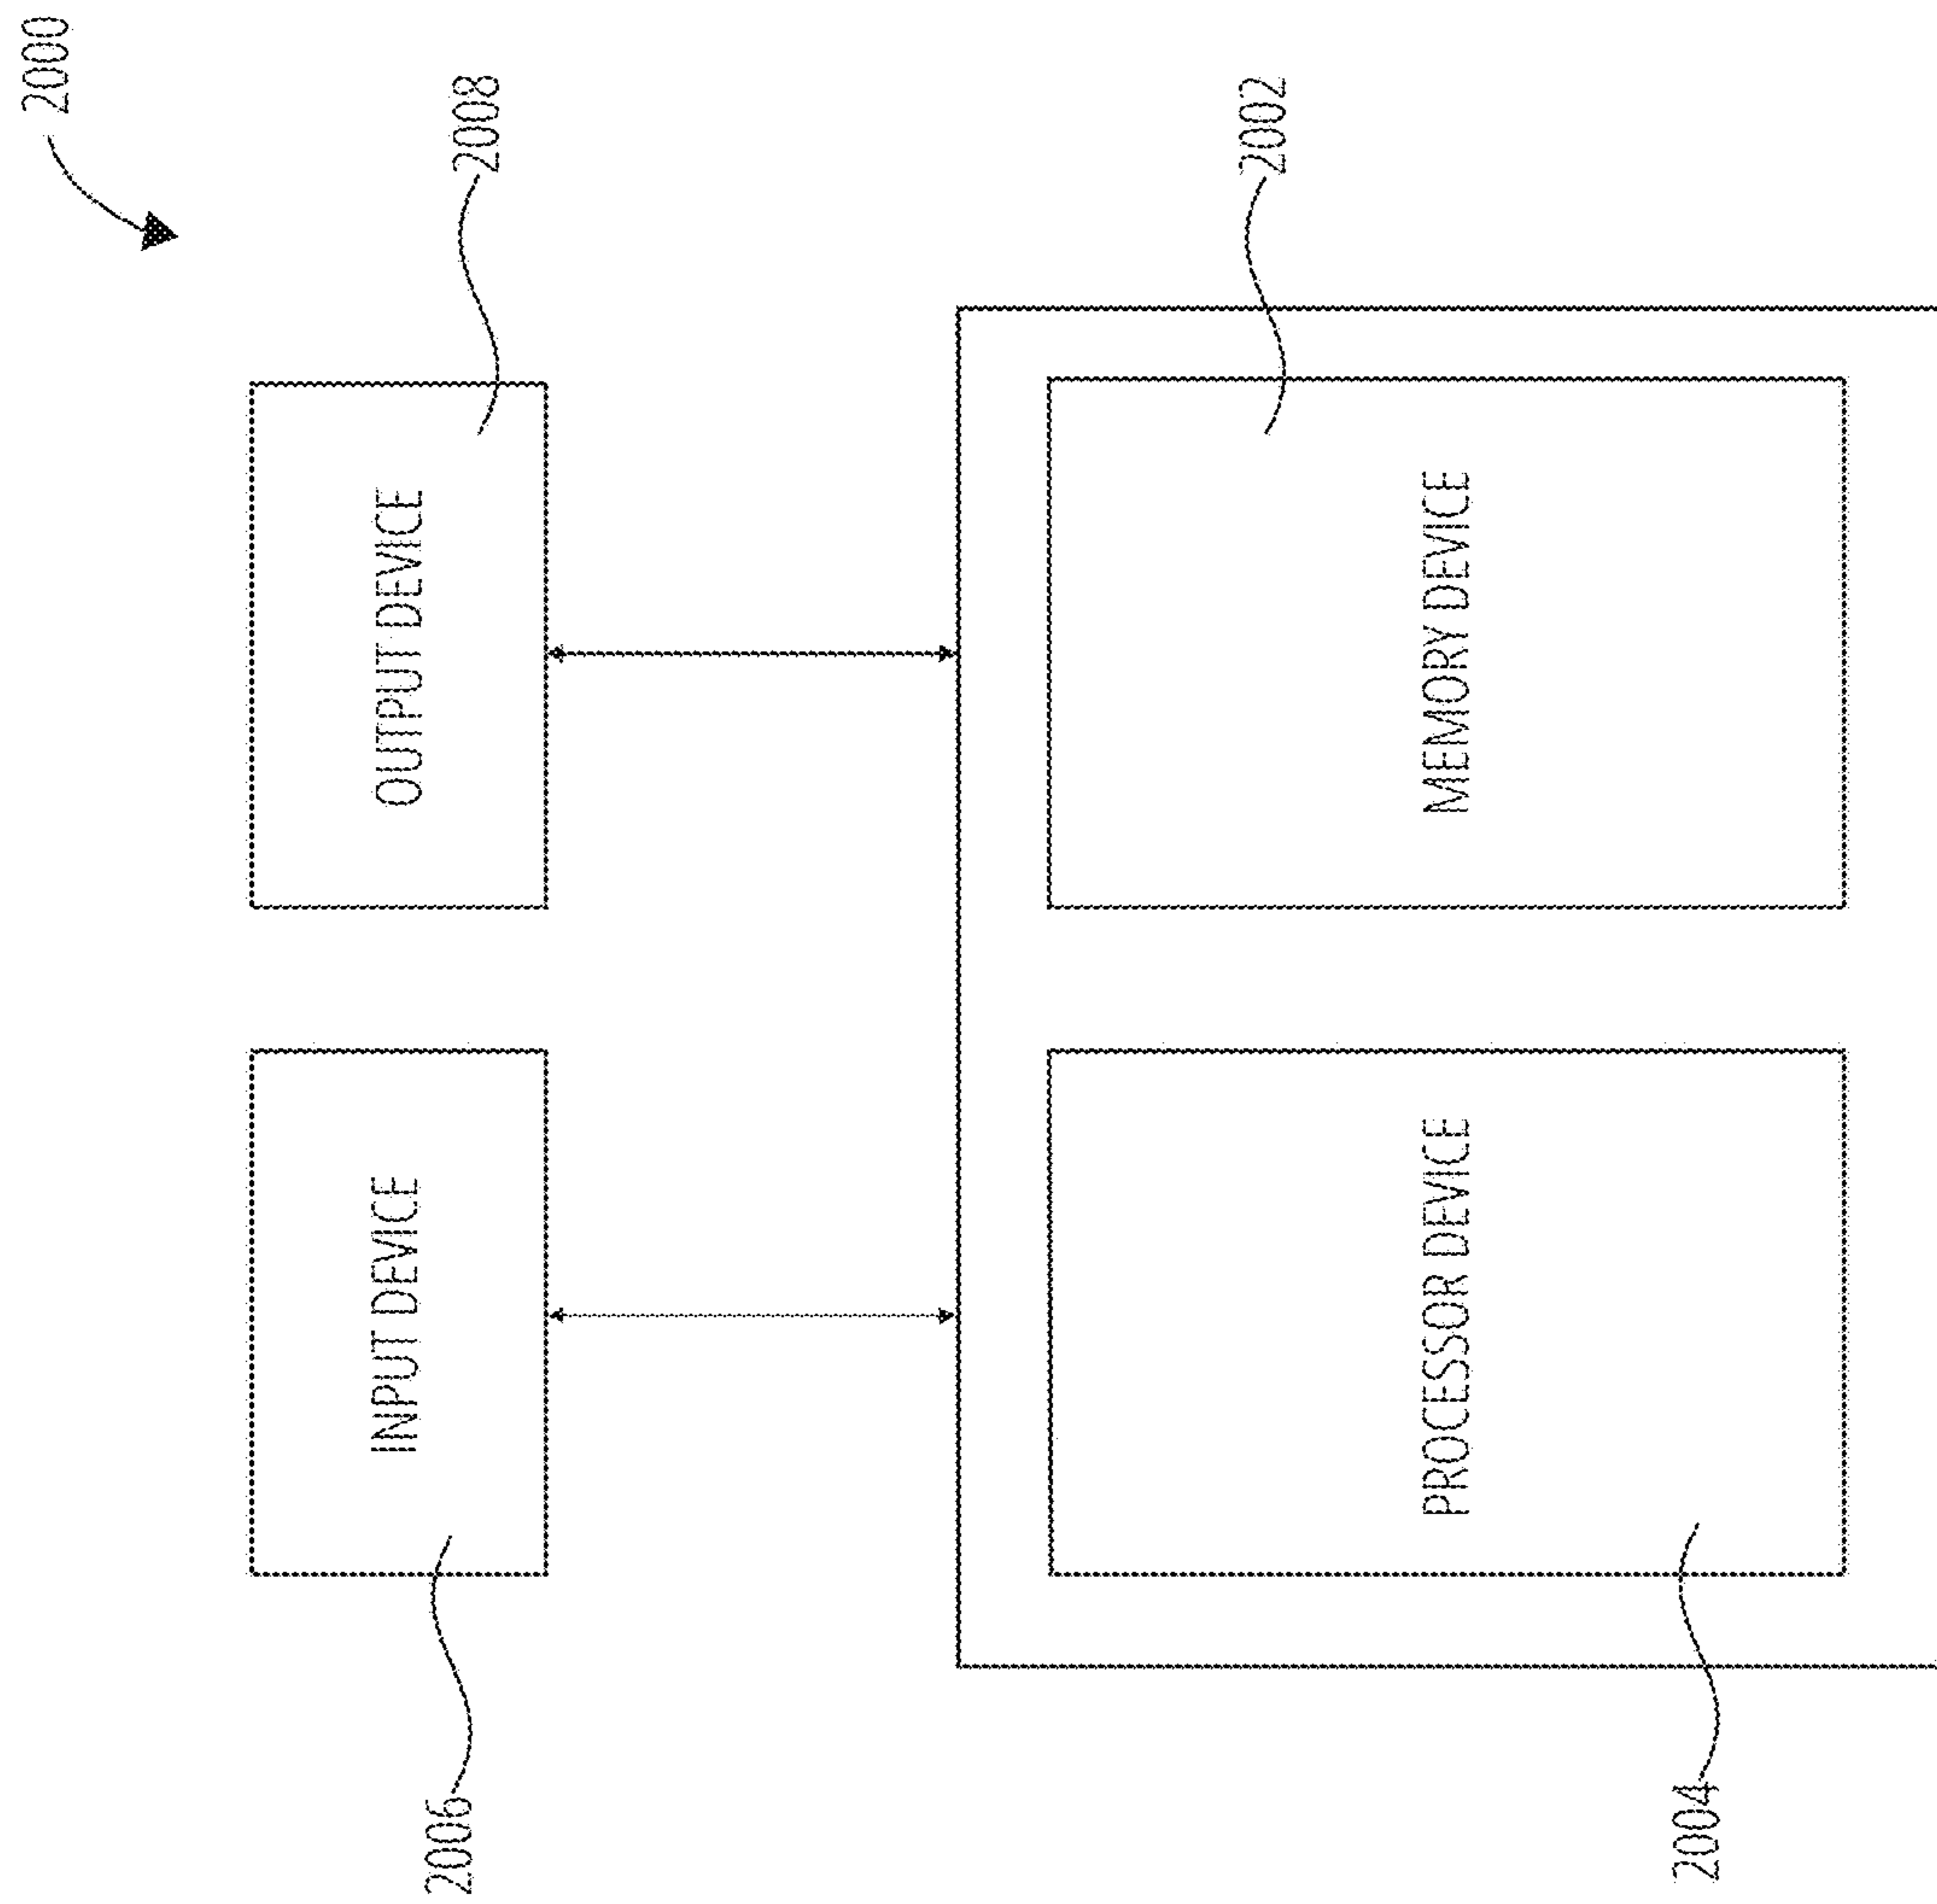 2000
OUTPUT DEVICE
2008
INPUT DEVICE
2006
MEMORY DEVICE
2002
PROCESSOR DEVICE
2004